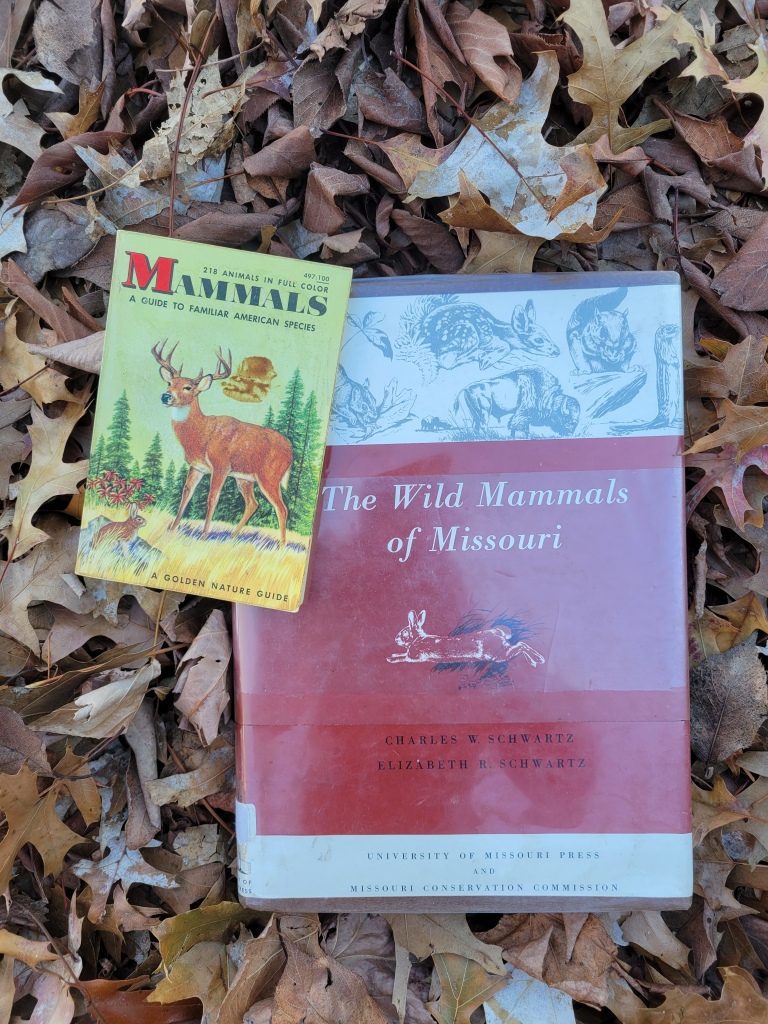 218 ANIMALS IN FULL COLOR
497-100
MAMMALS
A GUIDE TO FAMILIAR AMERICAN SPECIES
A GOLDEN NATURE GUIDE
The Wild Mammals
of Missouri
CHARLES W. SCHWARTZ
ELIZABETH R. SCHWARTZ
UNIVERSITY OF MISSOURI PRESS
AND
MISSOURI CONSERVATION COMMISSION
OF